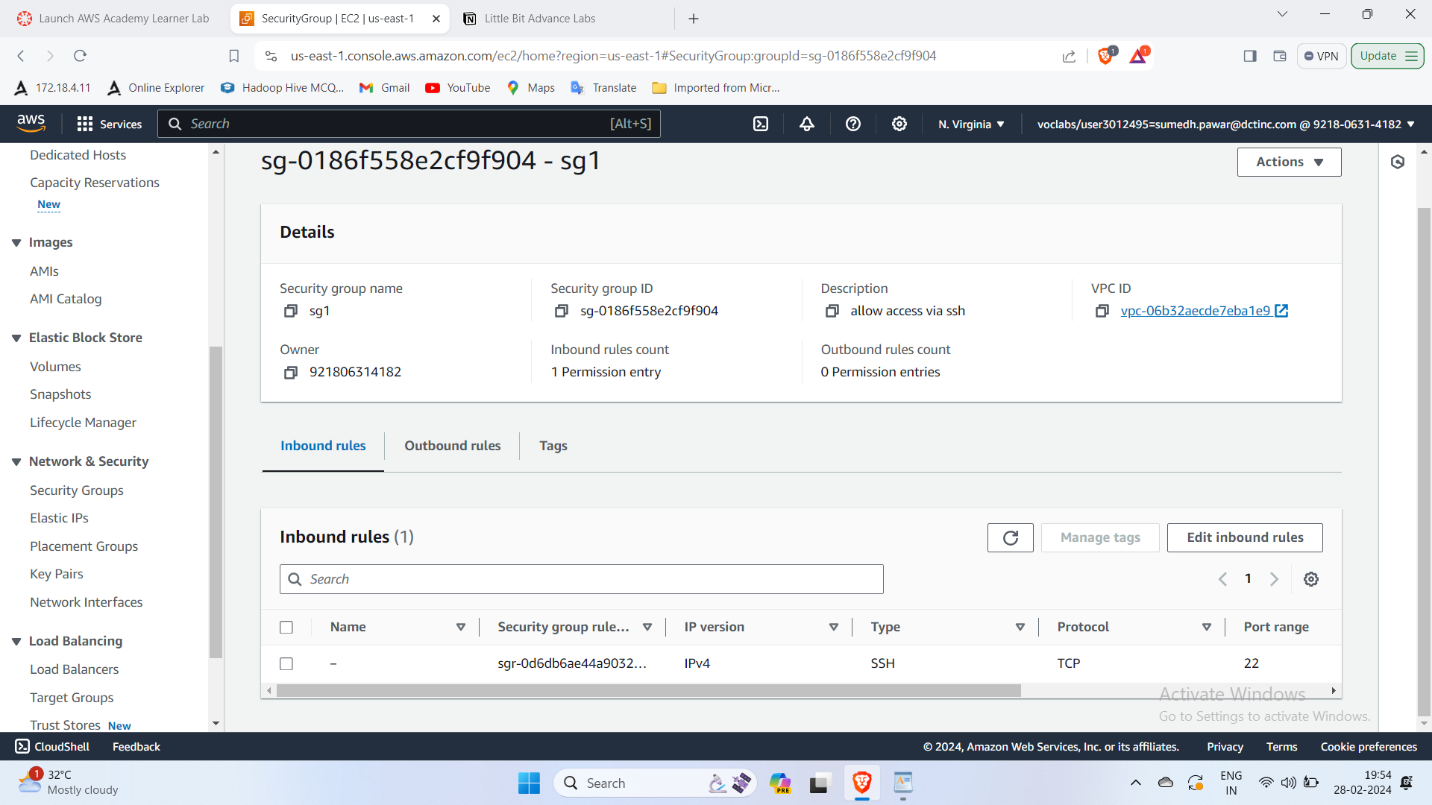 Launch AWS Academy Learner Lab
SecurityGroup | EC2 | us-east-1
Little Bit Advance Labs
us-east-1.console.aws.amazon.com/ec2/home?region=us-east-1#SecurityGroup:groupId=sg-0186f558e2cf9f904
1
1
VPN
Update
172.18.4.11
Online Explorer
Hadoop Hive MCQ...
Gmail
YouTube
Maps
Translate
Imported from Micr...
aws
Services
Search
[Alt+S]
N. Virginia
voclabs/user3012495=sumedh.pawar@dctinc.com @ 9218-0631-4182
Dedicated Hosts
Capacity Reservations
New
Images
AMIs
AMI Catalog
Elastic Block Store
Volumes
Snapshots
Lifecycle Manager
Network & Security
Security Groups
Elastic IPs
Placement Groups
Key Pairs
Network Interfaces
Load Balancing
Load Balancers
Target Groups
Trust Stores New
sg-0186f558e2cf9f904 - sg1
Actions
Details
Security group name
sg1
Security group ID
sg-0186f558e2cf9f904
Description
allow access via ssh
VPC ID
vpc-06b32aecde7eba1e9
Owner
921806314182
Inbound rules count
1 Permission entry
Outbound rules count
0 Permission entries
Inbound rules
Outbound rules
Tags
Inbound rules (1)
Manage tags
Edit inbound rules
Search
1
Name
Security group rule...
IP version
Type
Protocol
Port range
–
sgr-0d6db6ae44a9032...
IPv4
SSH
TCP
22
Activate Windows
Go to Settings to activate Windows.
CloudShell
Feedback
© 2024, Amazon Web Services, Inc. or its affiliates.
Privacy
Terms
Cookie preferences
1
32°C
Mostly cloudy
Search
PRE
ENG
IN
19:54
28-02-2024